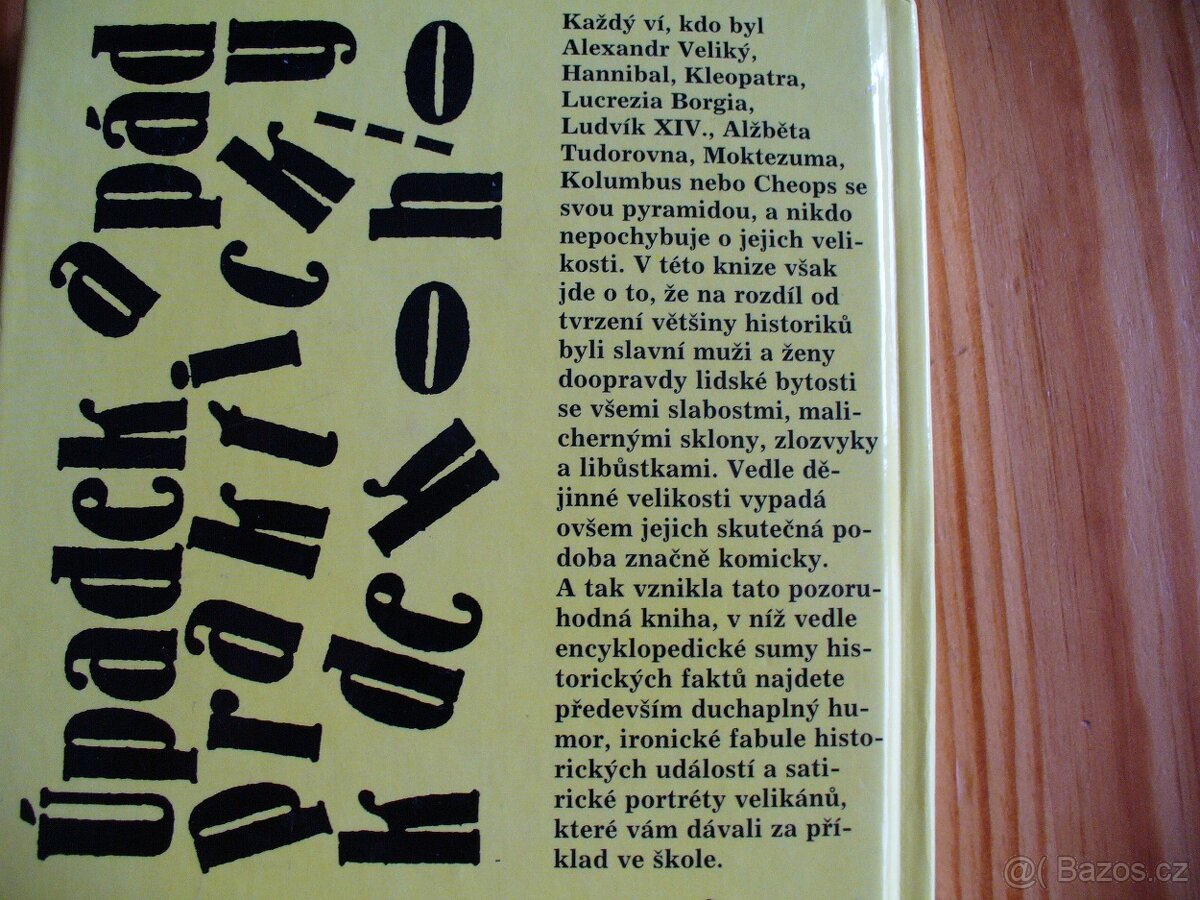 Úpadek a pád
prakticky
kdekoho
Každý ví, kdo byl
Alexandr Veliký,
Hannibal, Kleopatra,
Lucrezia Borgia,
Ludvík XIV., Alžběta
Tudorovna, Moktezuma,
Kolumbus nebo Cheops se
svou pyramidou, a nikdo
nepochybuje o jejich veli-
kosti. V této knize však
jde o to, že na rozdíl od
tvrzení většiny historiků
byli slavní muži a ženy
doopravdy lidské bytosti
se všemi slabostmi, mali-
chernými sklony, zlozvyky
a libůstkami. Vedle dě-
jinné velikosti vypadá
ovšem jejich skutečná po-
doba značně komicky.
A tak vznikla tato pozoru-
hodná kniha, v níž vedle
encyklopedické sumy his-
torických faktů najdete
především duchaplný hu-
mor, ironické fabule histo-
rických událostí a sati-
rické portréty velikánů,
které vám dávali za pří-
klad ve škole.
@( Bazos.cz